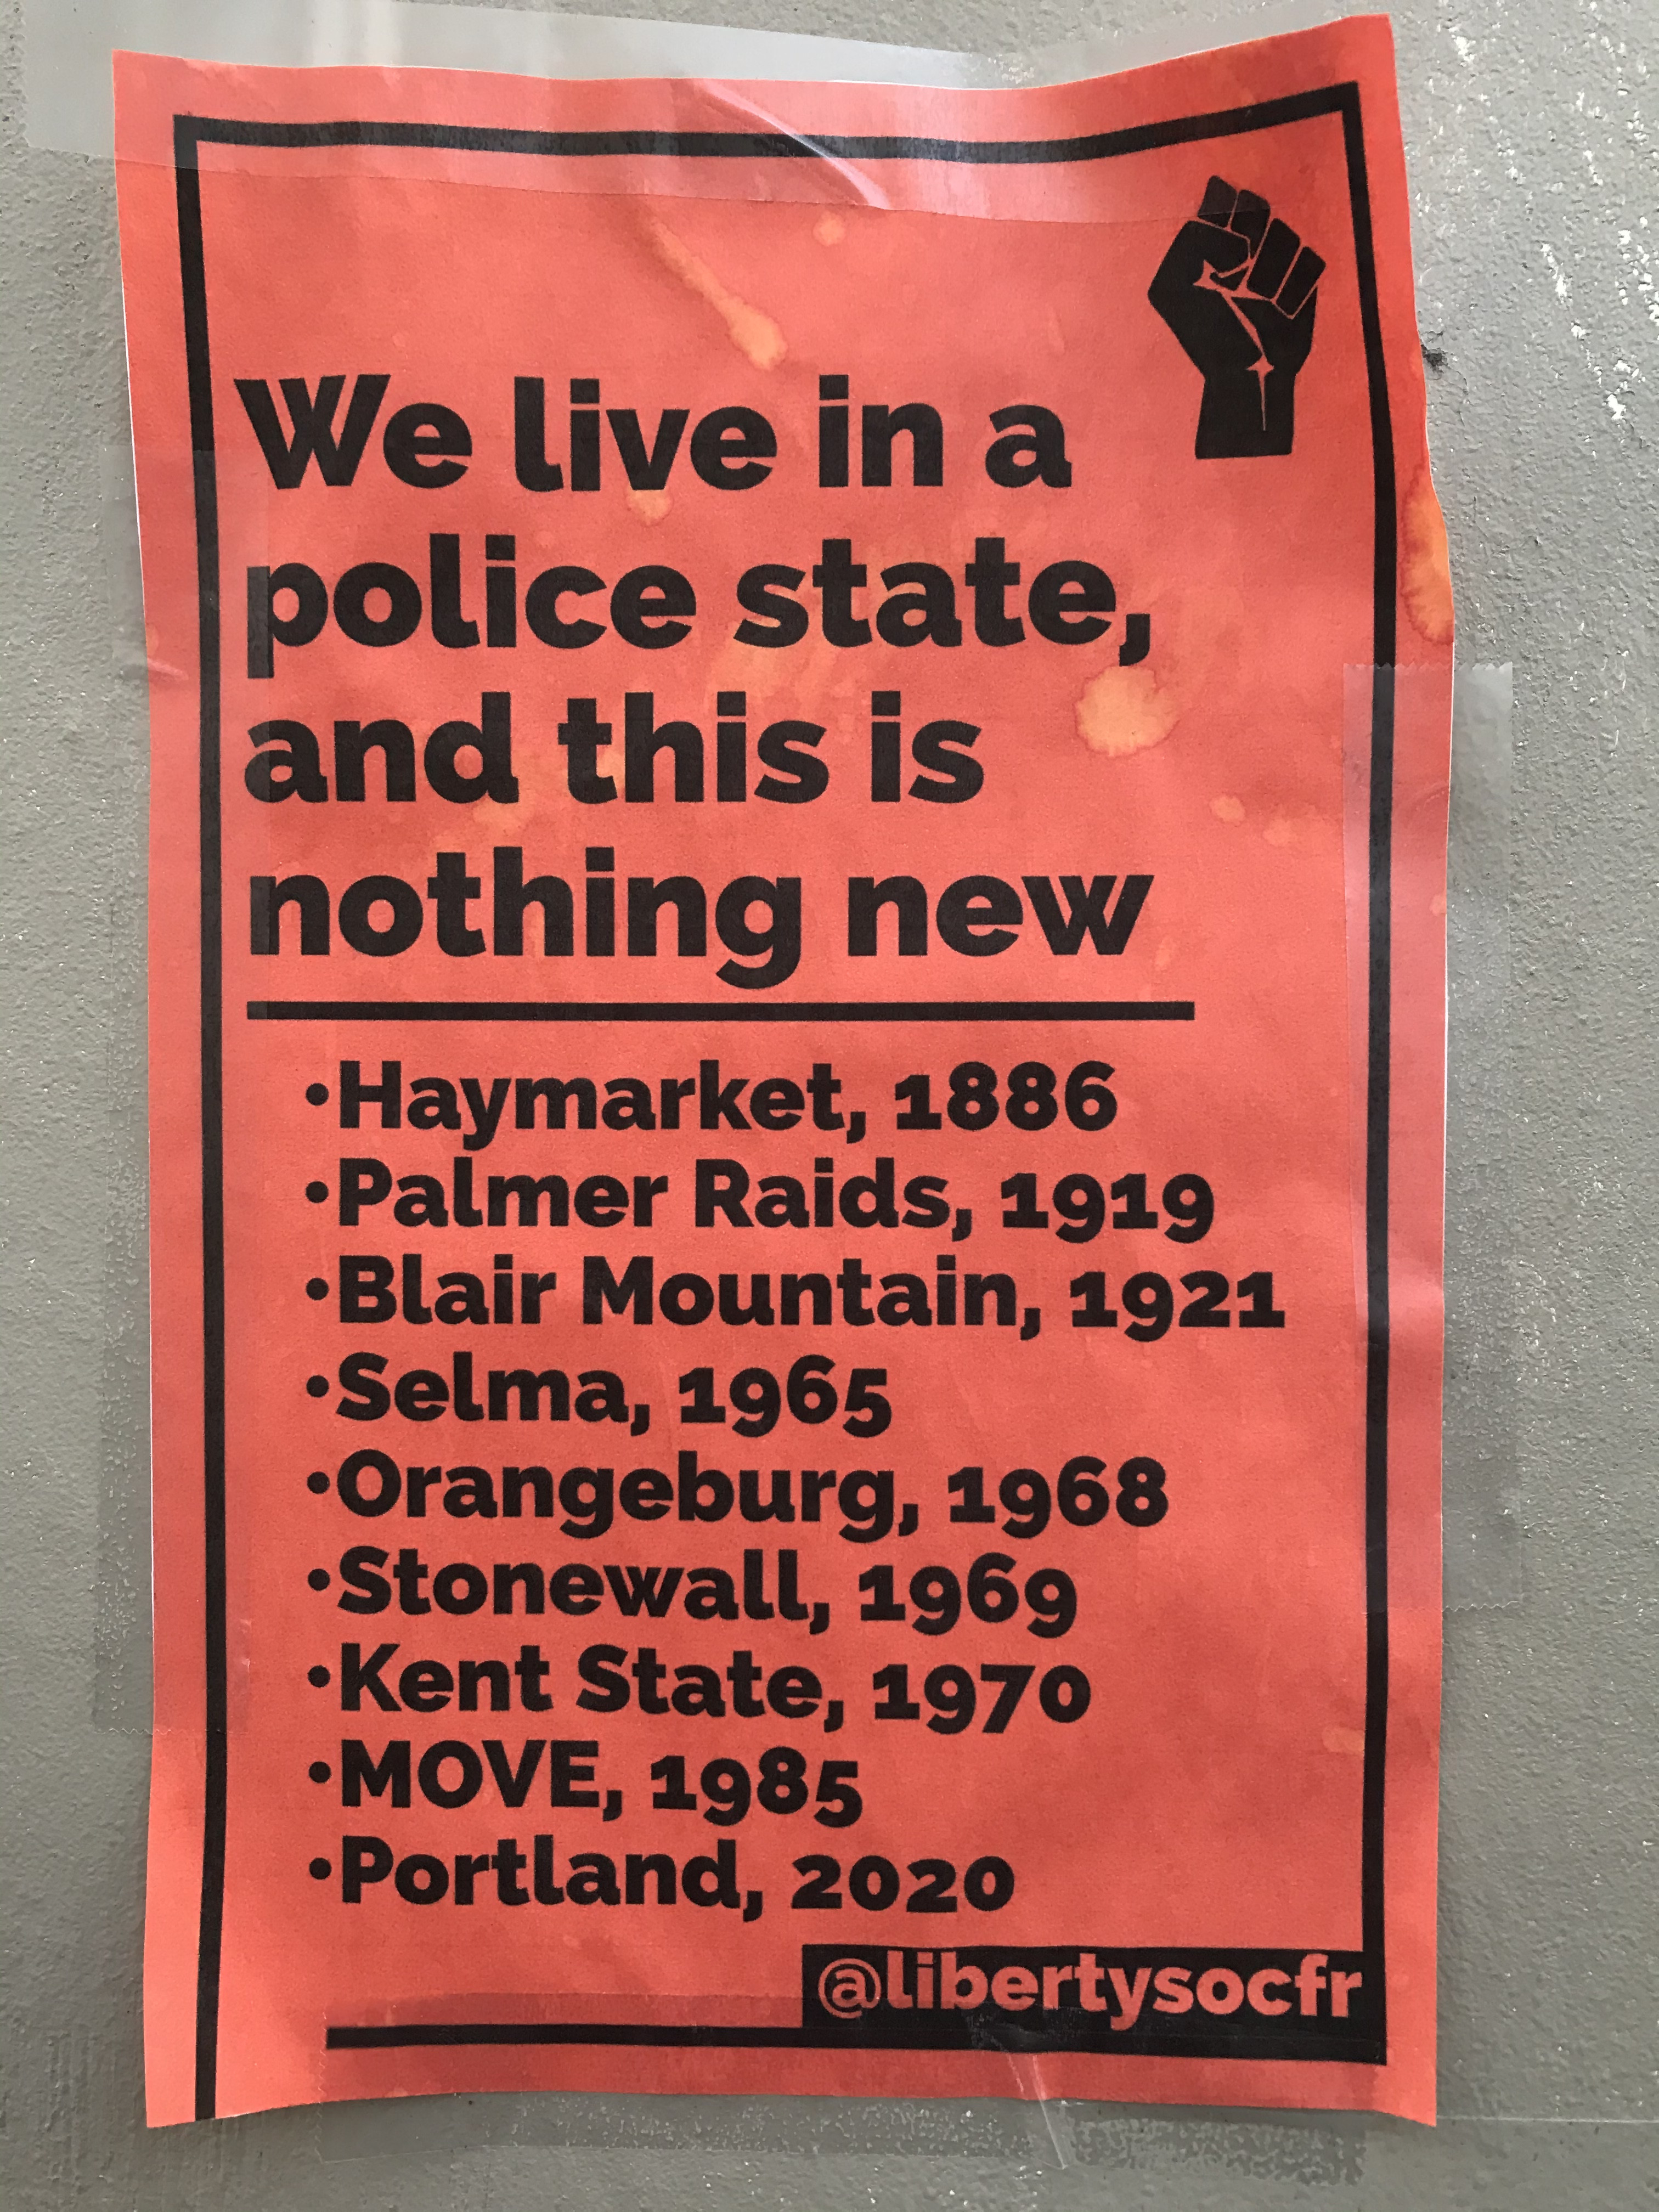 We live in a
police state,
and this is
nothing new
•Haymarket, 1886
•Palmer Raids, 1919
•Blair Mountain, 1921
•Selma, 1965
•Orangeburg, 1968
•Stonewall, 1969
•Kent State, 1970
•MOVE, 1985
•Portland, 2020
@libertysocfr